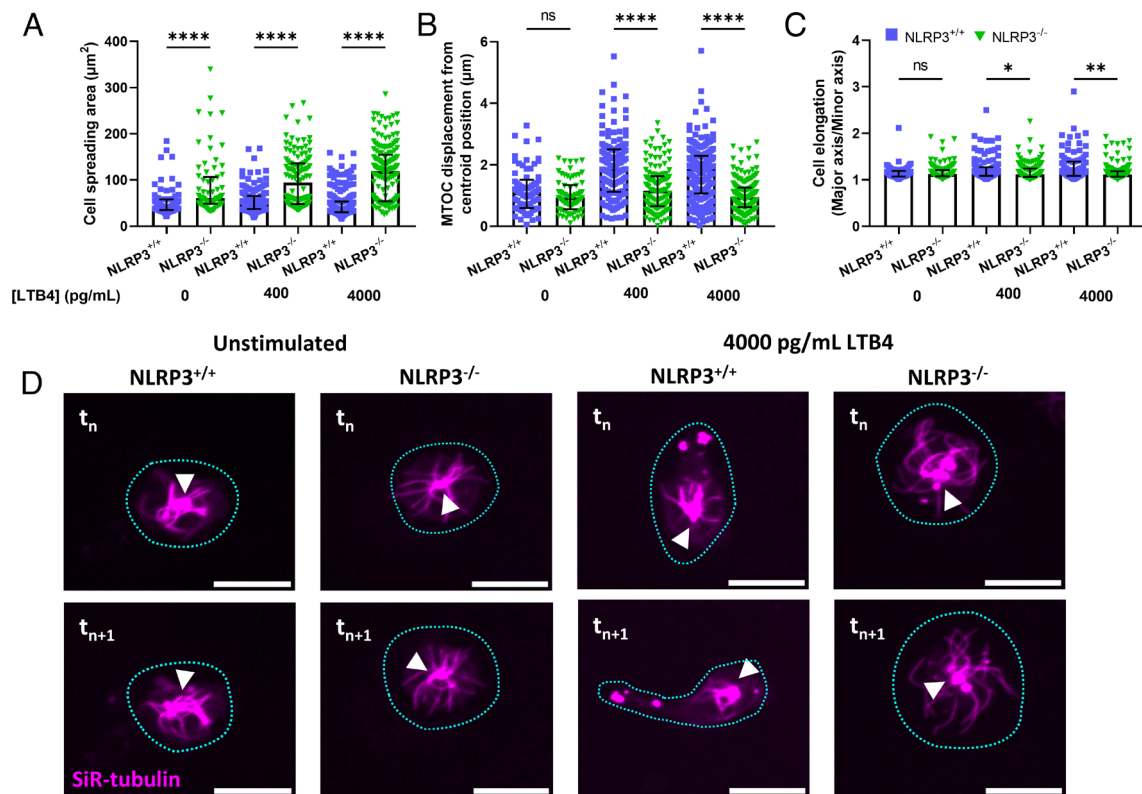 A
Cell spreading area (µm²)
400
300
200
100
0
****
****
****
NLRP3+/+
NLRP3-/-
NLRP3+/+
NLRP3-/-
NLRP3+/+
NLRP3-/-
[LTB4] (pg/mL)
0
400
4000
B
MTOC displacement from
centroid position (µm)
6
4
2
0
ns
****
****
NLRP3+/+
NLRP3-/-
NLRP3+/+
NLRP3-/-
NLRP3+/+
NLRP3-/-
0
400
4000
C
NLRP3+/+
NLRP3-/-
Cell elongation
(Major axis/Minor axis)
5
4
3
2
1
0
ns
*
**
NLRP3+/+
NLRP3-/-
NLRP3+/+
NLRP3-/-
NLRP3+/+
NLRP3-/-
0
400
4000
Unstimulated
4000 pg/mL LTB4
D
NLRP3+/+
NLRP3-/-
NLRP3+/+
NLRP3-/-
tn
tn
tn
tn
tn+1
tn+1
tn+1
tn+1
SiR-tubulin